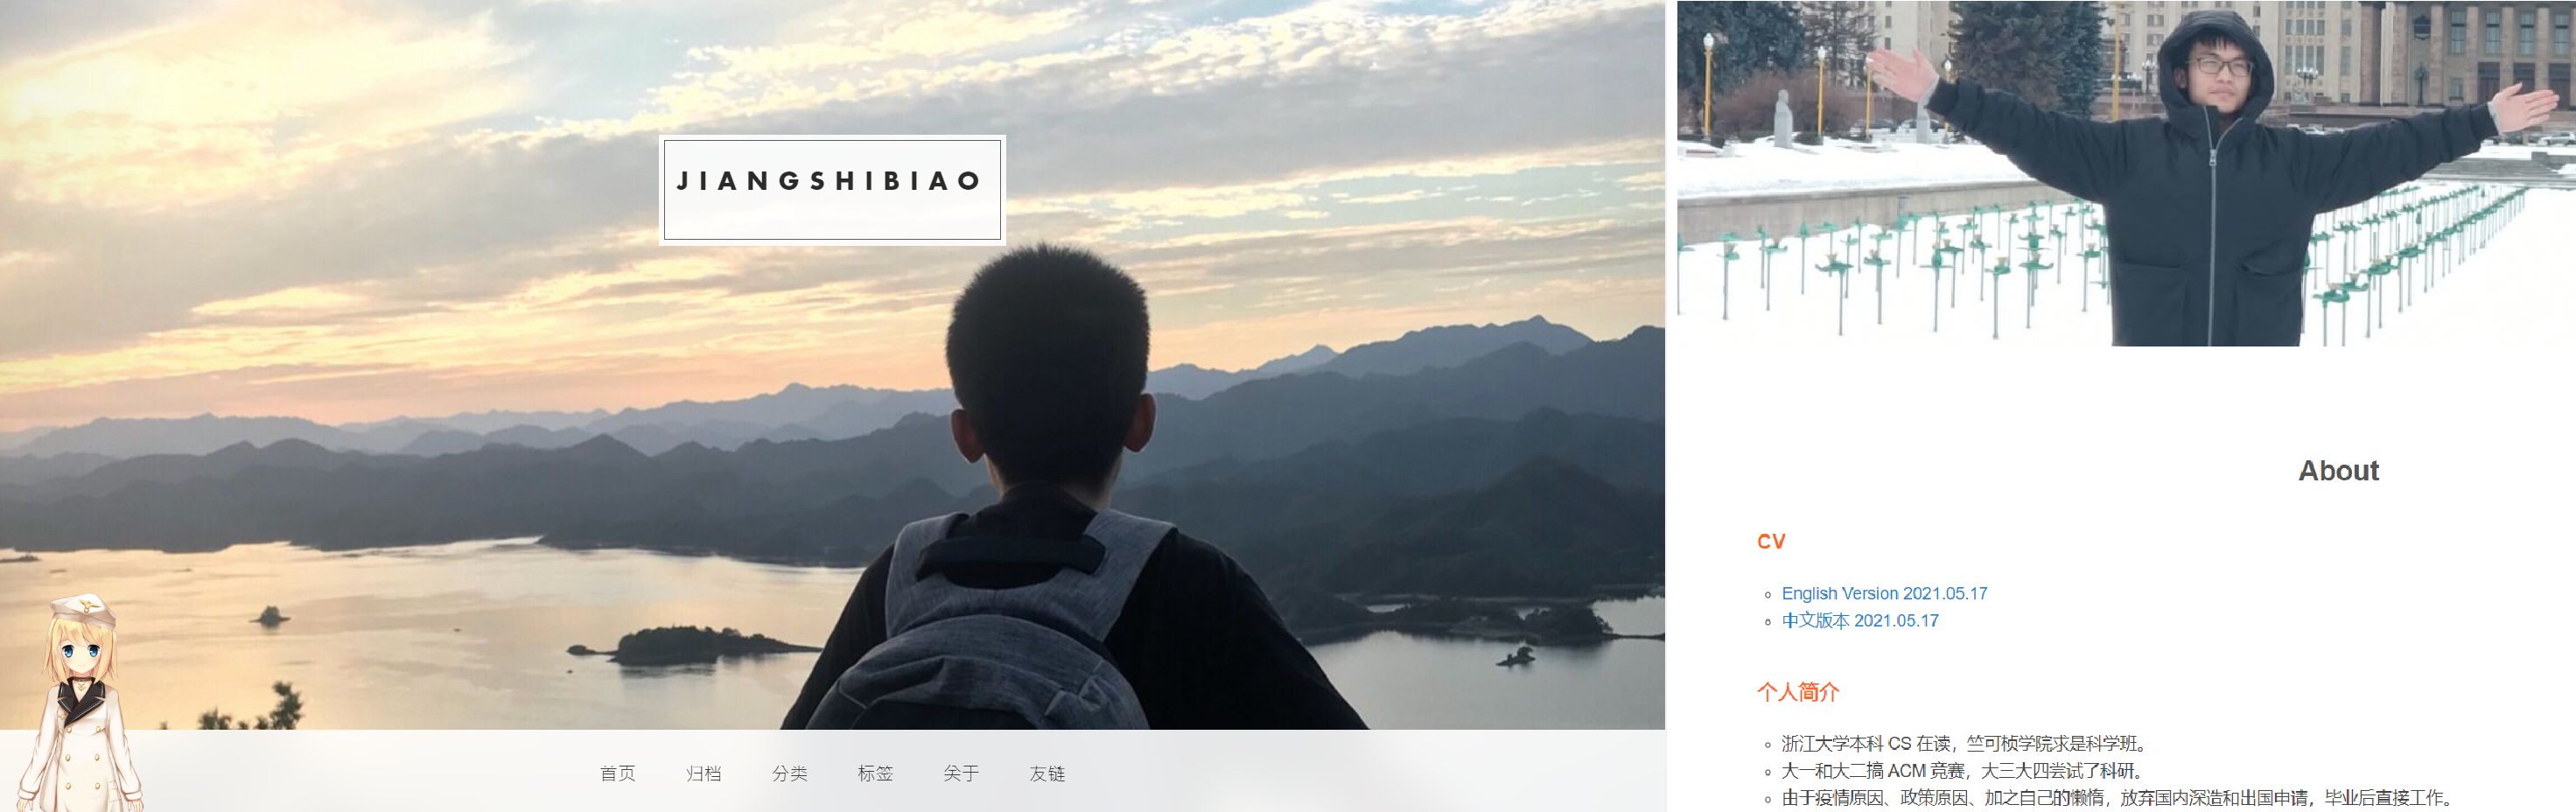 JIANGSHIBIAO
首页 归档 分类 标签 关于 友链
About
CV
English Version 2021.05.17
中文版本 2021.05.17
个人简介
浙江大学本科 CS 在读，竺可桢学院求是科学班。
大一和大二搞 ACM 竞赛，大三大四尝试了科研。
由于疫情原因、政策原因、加之自己的懒惰，放弃国内深造和出国申请，毕业后直接工作。